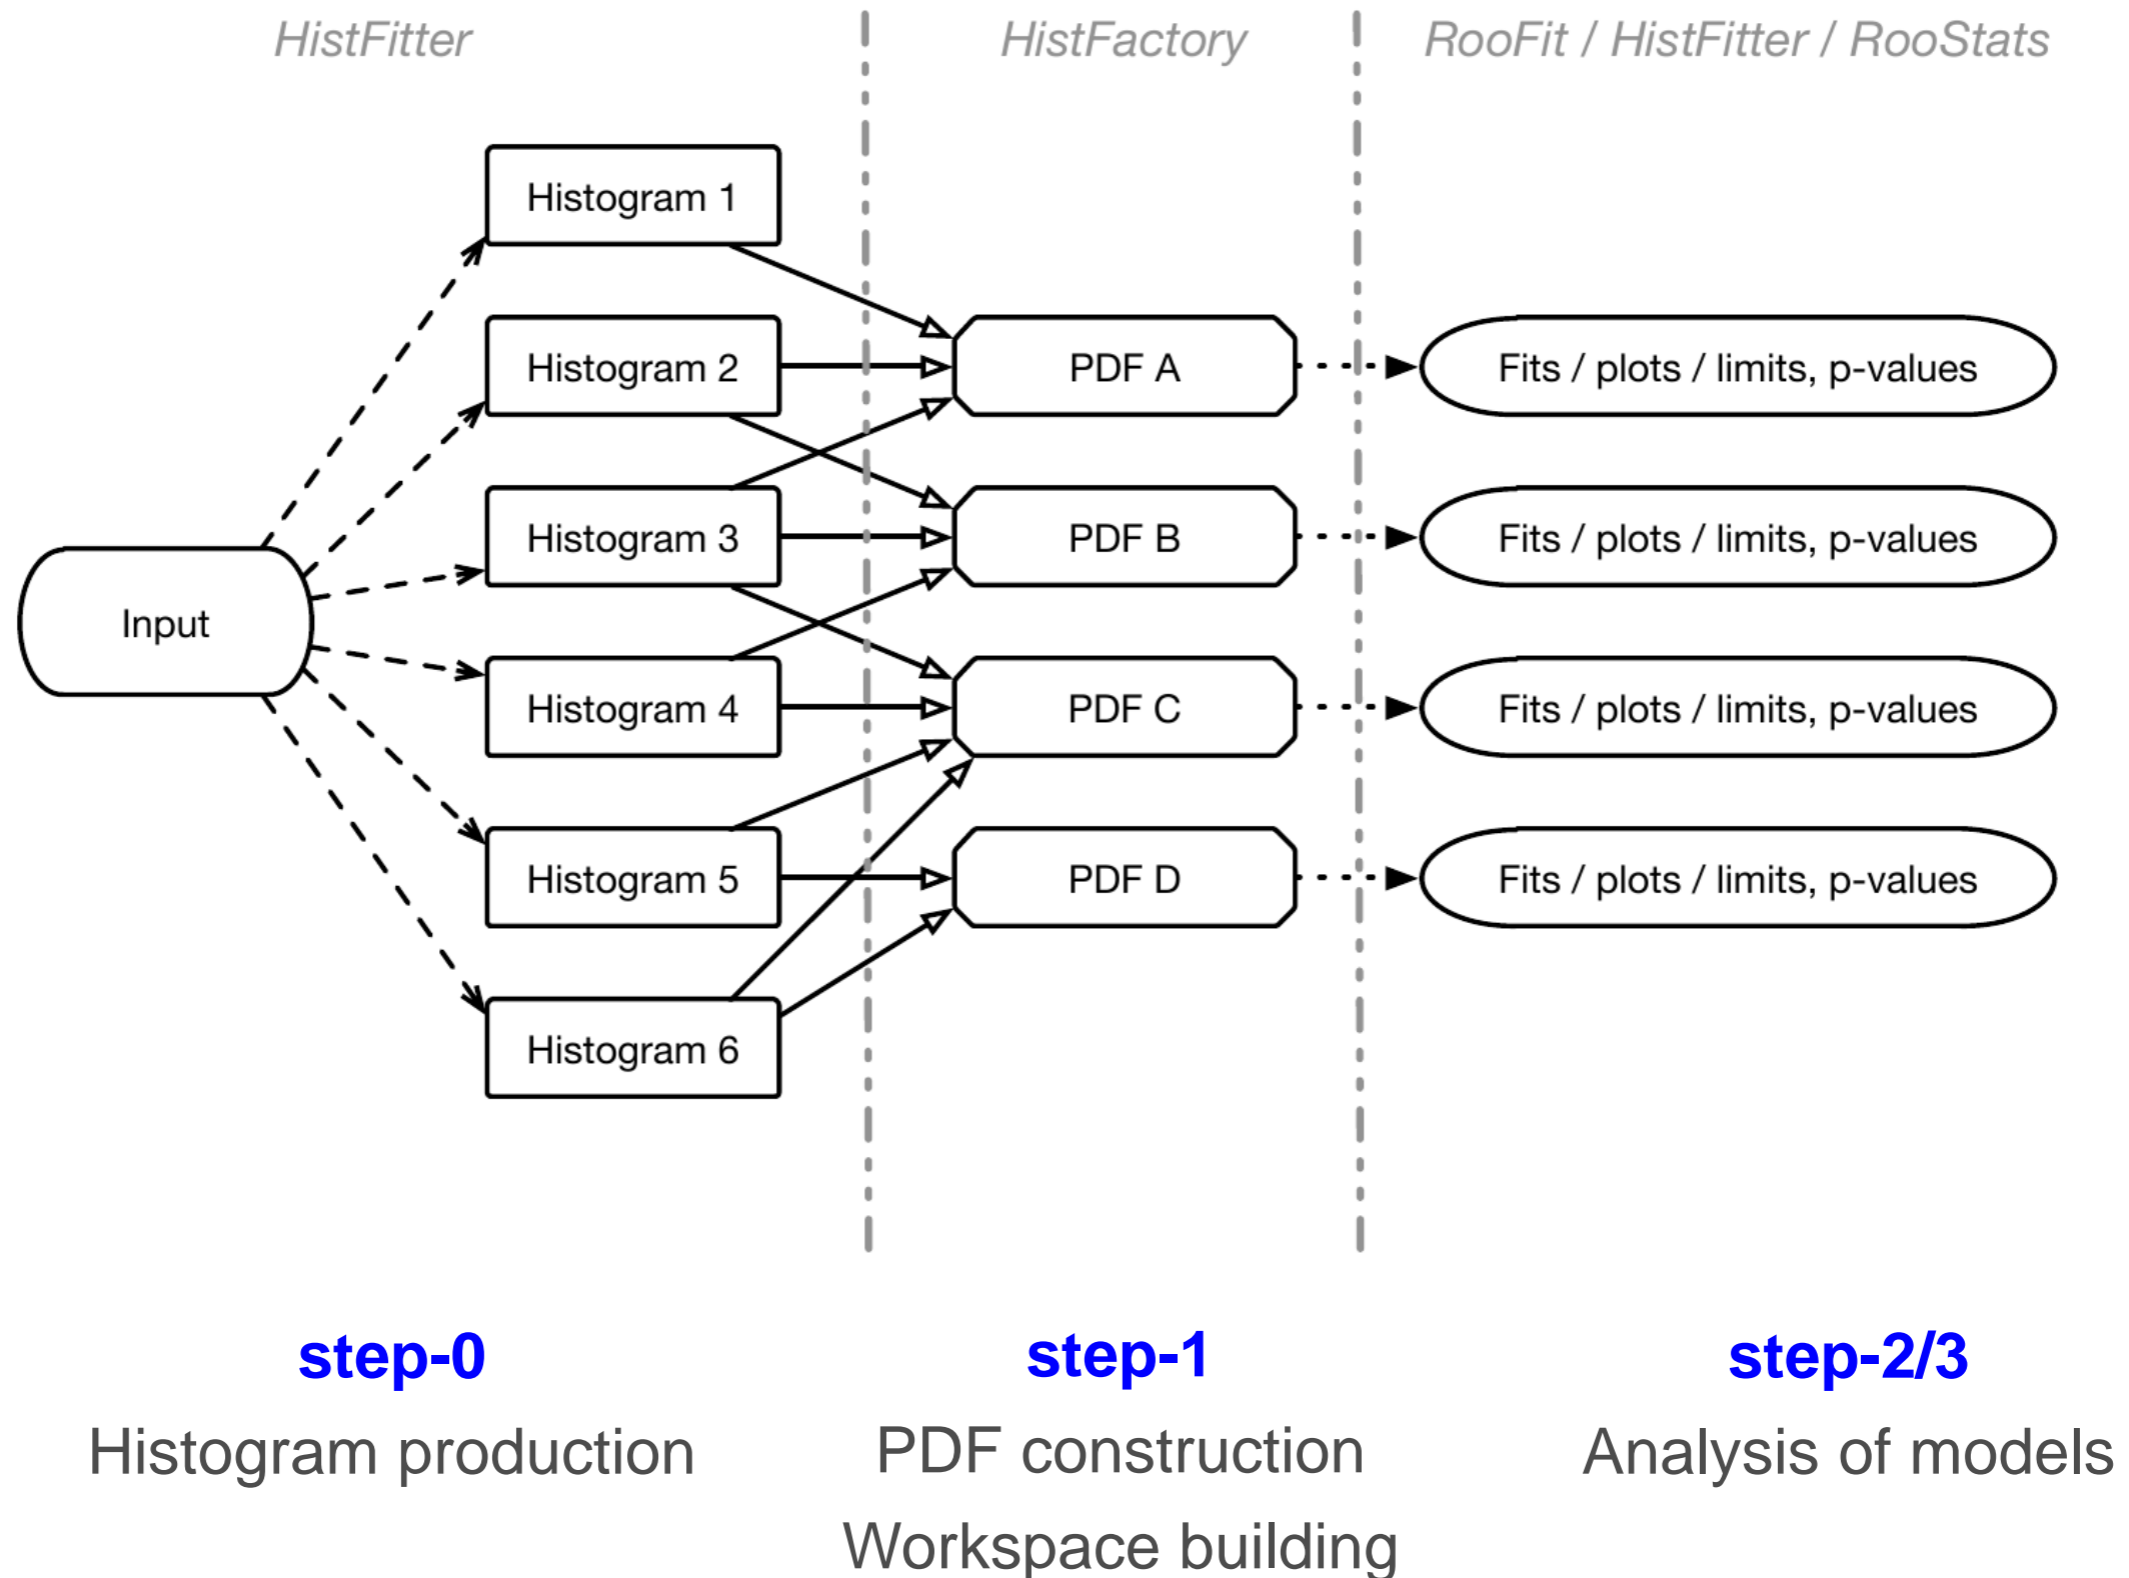 HistFitter
HistFactory
RooFit / HistFitter / RooStats
Histogram 1
Histogram 2
PDF A
Fits / plots / limits, p-values
Histogram 3
PDF B
Fits / plots / limits, p-values
Input
Histogram 4
PDF C
Fits / plots / limits, p-values
Histogram 5
PDF D
Fits / plots / limits, p-values
Histogram 6
step-0
step-1
step-2/3
Histogram production
PDF construction
Analysis of models
Workspace building